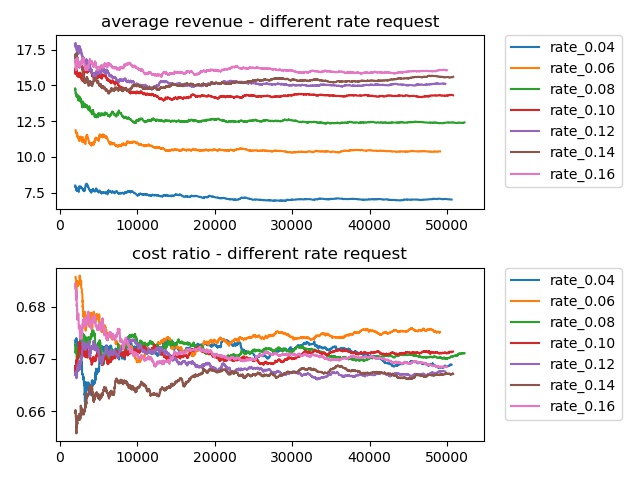 average revenue - different rate request
17.5
15.0
12.5
10.0
7.5
0 10000 20000 30000 40000 50000
rate_0.04
rate_0.06
rate_0.08
rate_0.10
rate_0.12
rate_0.14
rate_0.16
cost ratio - different rate request
0.68
0.67
0.66
0 10000 20000 30000 40000 50000
rate_0.04
rate_0.06
rate_0.08
rate_0.10
rate_0.12
rate_0.14
rate_0.16